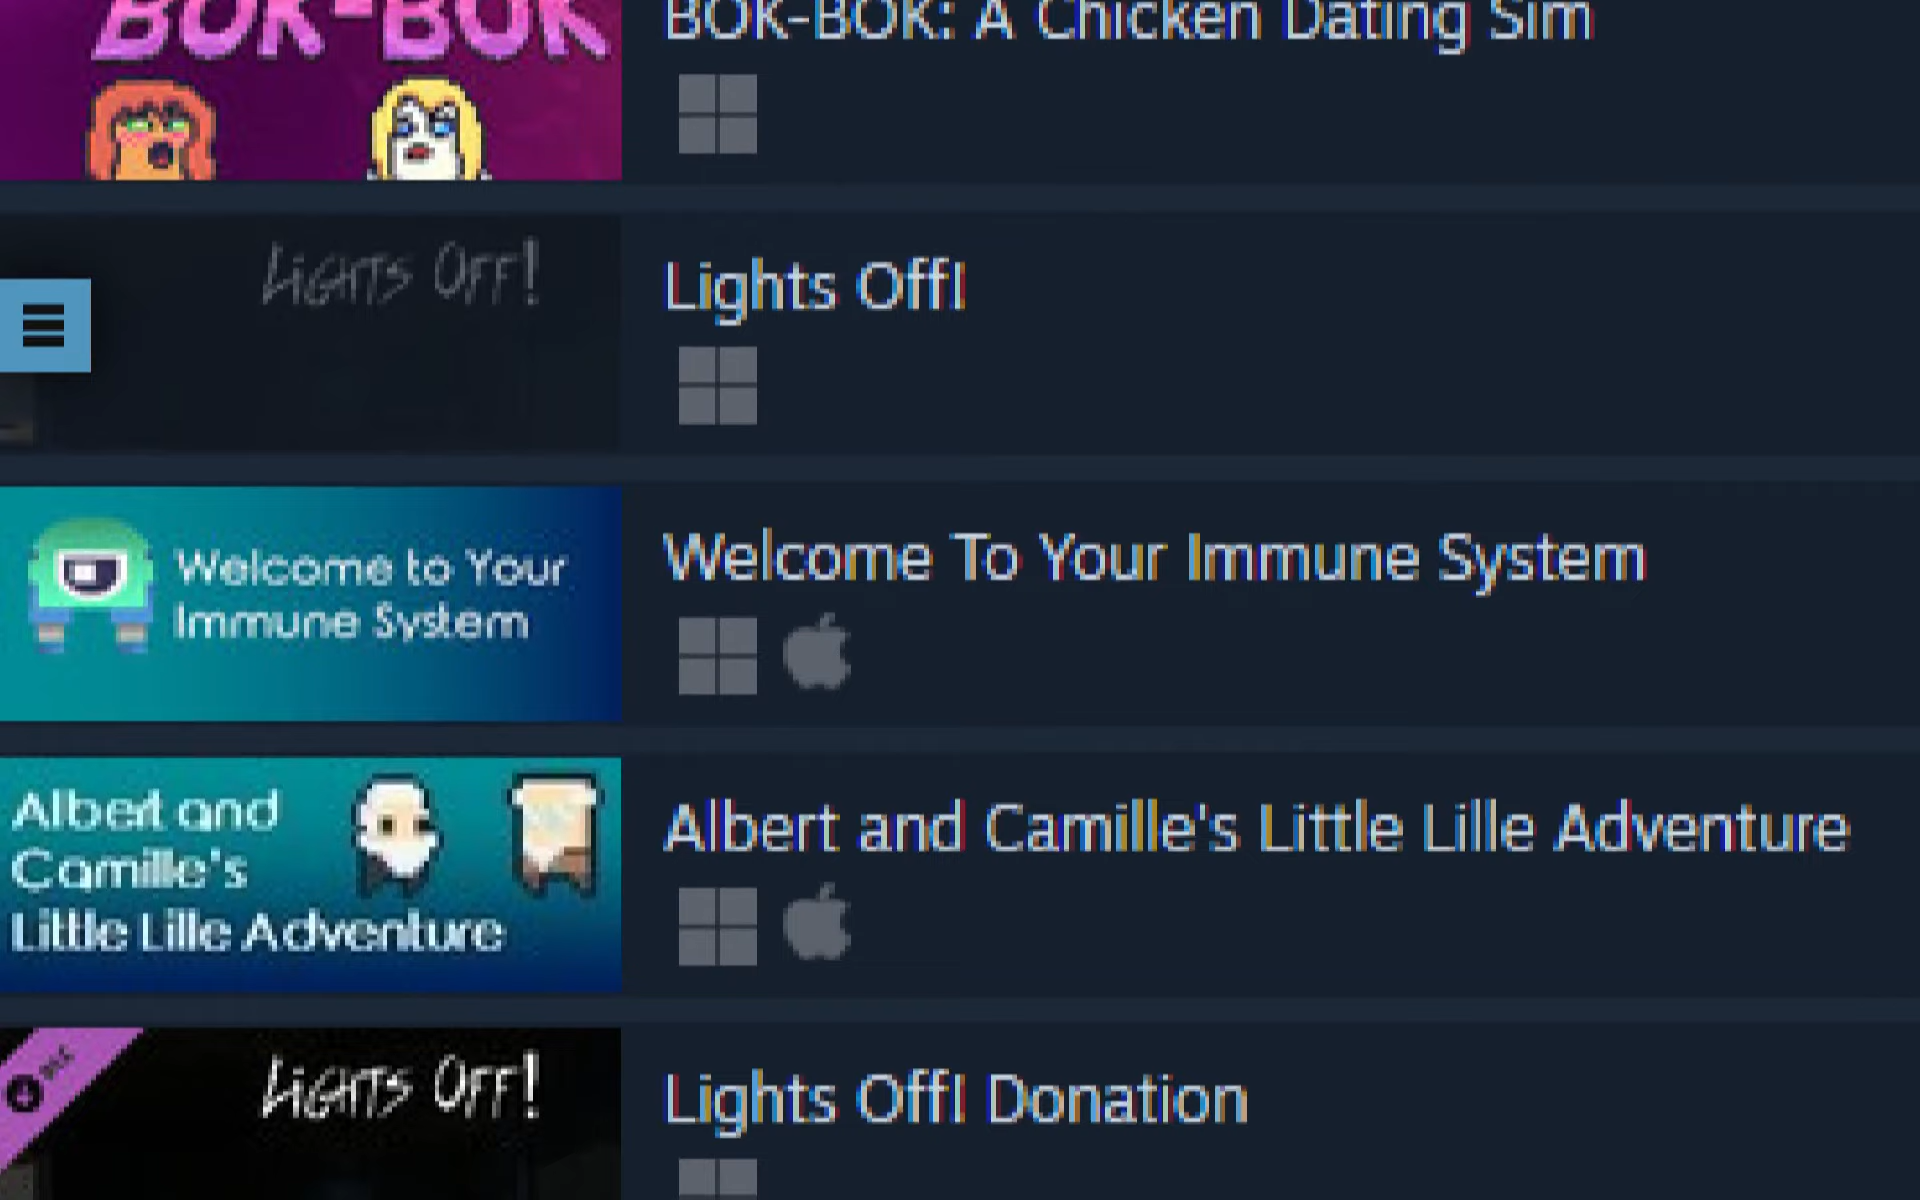 BOK-BOK
BOK-BOK: A Chicken Dating Sim
Lights Off!
Lights Off!
Welcome to Your
Immune System
Welcome To Your Immune System
Albert and
Camille's
Little Lille Adventure
Albert and Camille's Little Lille Adventure
DLC
Lights Off!
Lights Off! Donation